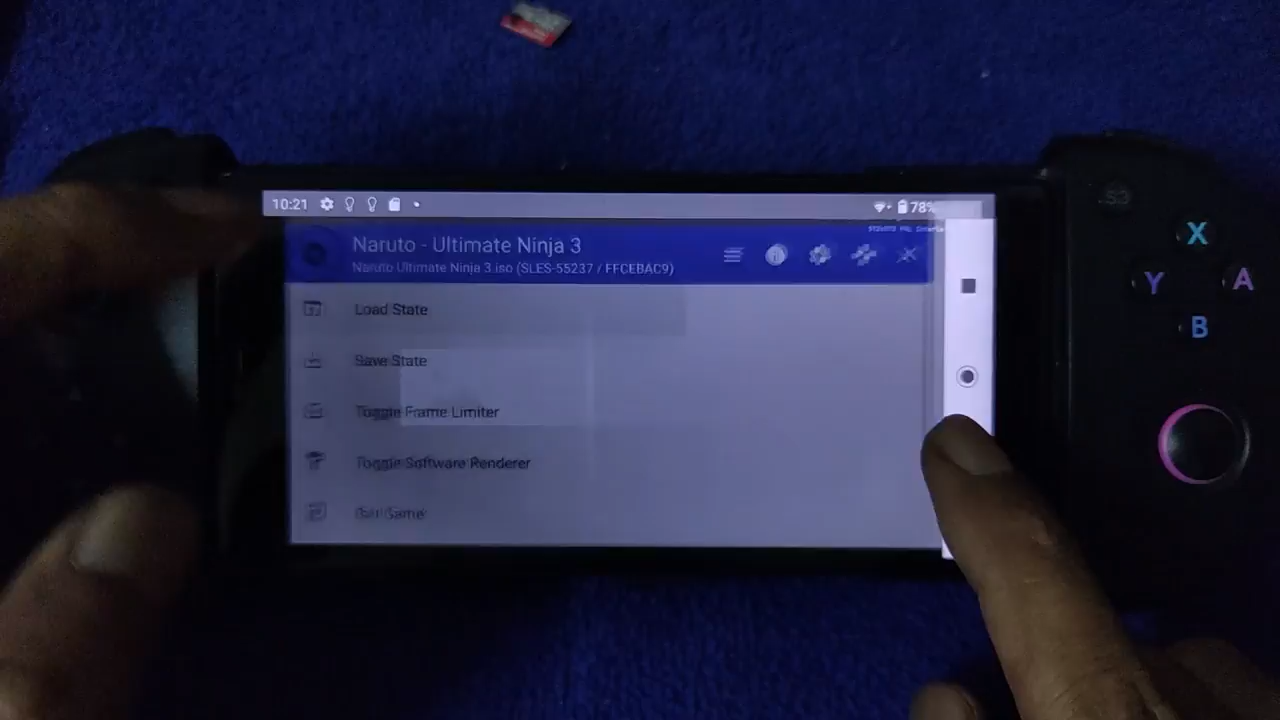 10:21
78%
Naruto - Ultimate Ninja 3
Naruto Ultimate Ninja 3.iso (SLES-55237 / FFCEBAC9)
Load State
Save State
Toggle Frame Limiter
Toggle Software Renderer
X
Y
A
B